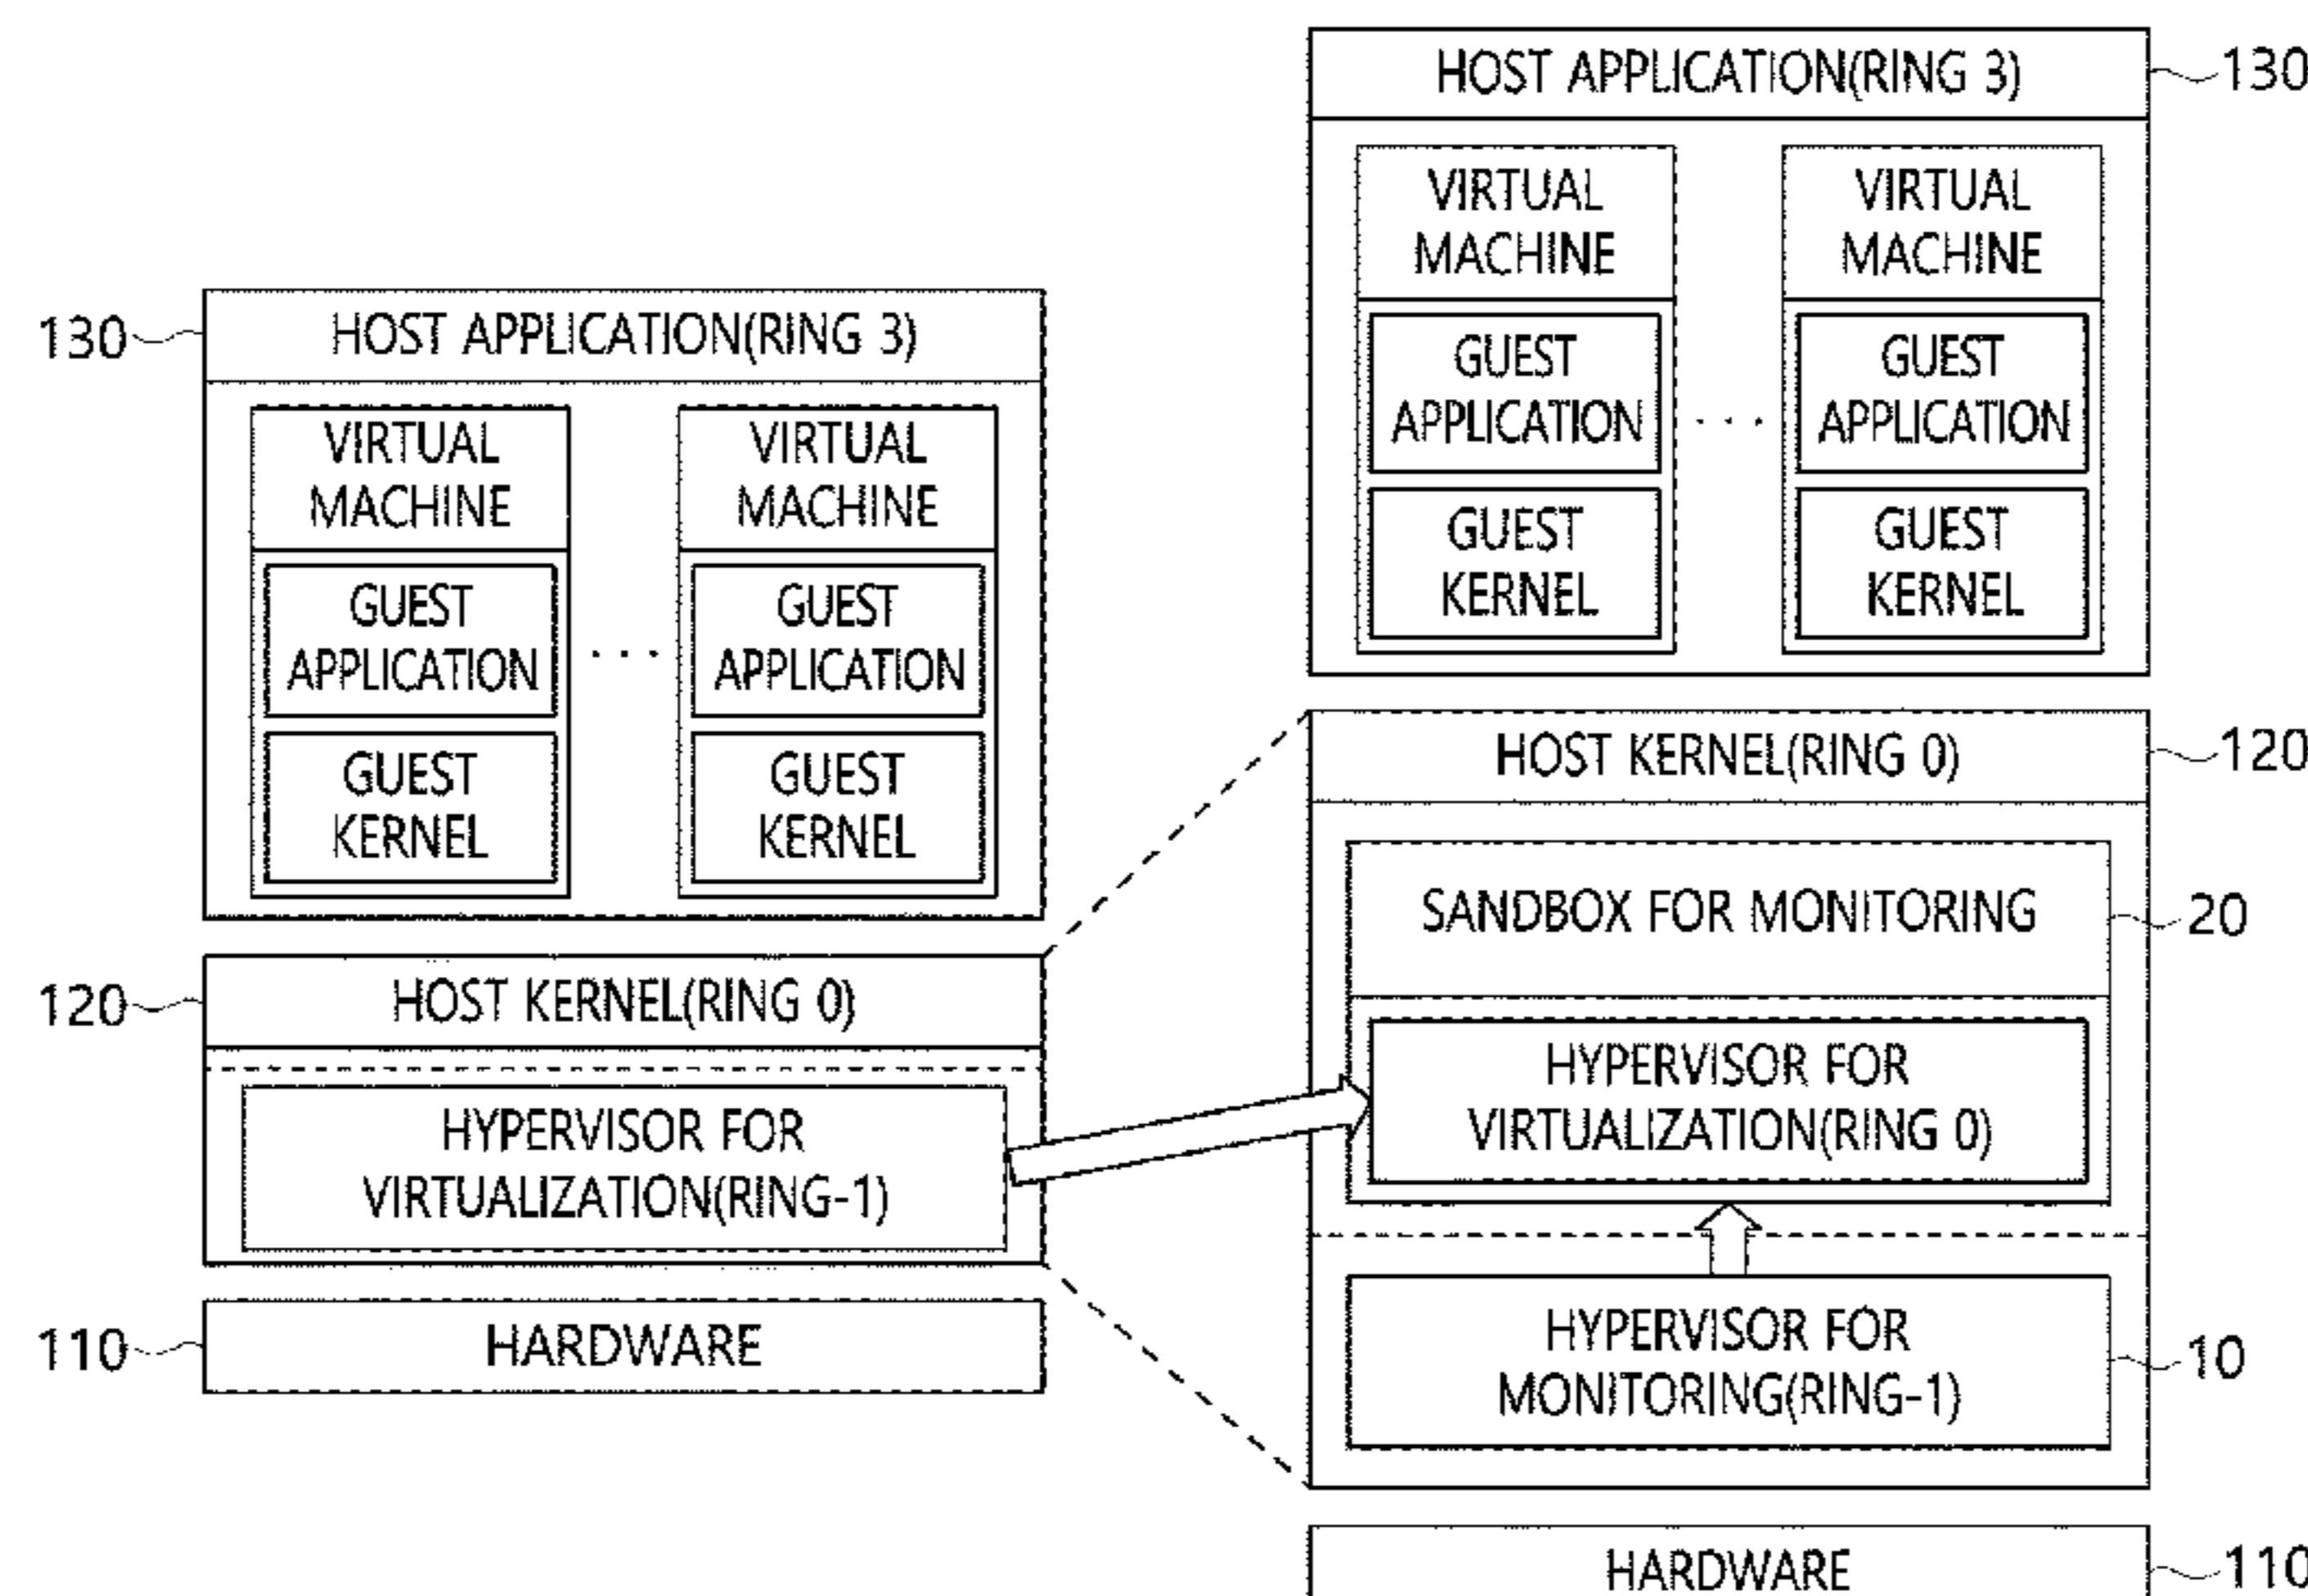 130
HOST APPLICATION(RING 3)
VIRTUAL
MACHINE
GUEST
APPLICATION
GUEST
KERNEL
. . .
VIRTUAL
MACHINE
GUEST
APPLICATION
GUEST
KERNEL
120
HOST KERNEL(RING 0)
HYPERVISOR FOR
VIRTUALIZATION(RING-1)
110
HARDWARE
HOST APPLICATION(RING 3)
130
VIRTUAL
MACHINE
GUEST
APPLICATION
GUEST
KERNEL
. . .
VIRTUAL
MACHINE
GUEST
APPLICATION
GUEST
KERNEL
HOST KERNEL(RING 0)
120
SANDBOX FOR MONITORING
20
HYPERVISOR FOR
VIRTUALIZATION(RING 0)
HYPERVISOR FOR
MONITORING(RING-1)
10
HARDWARE
110